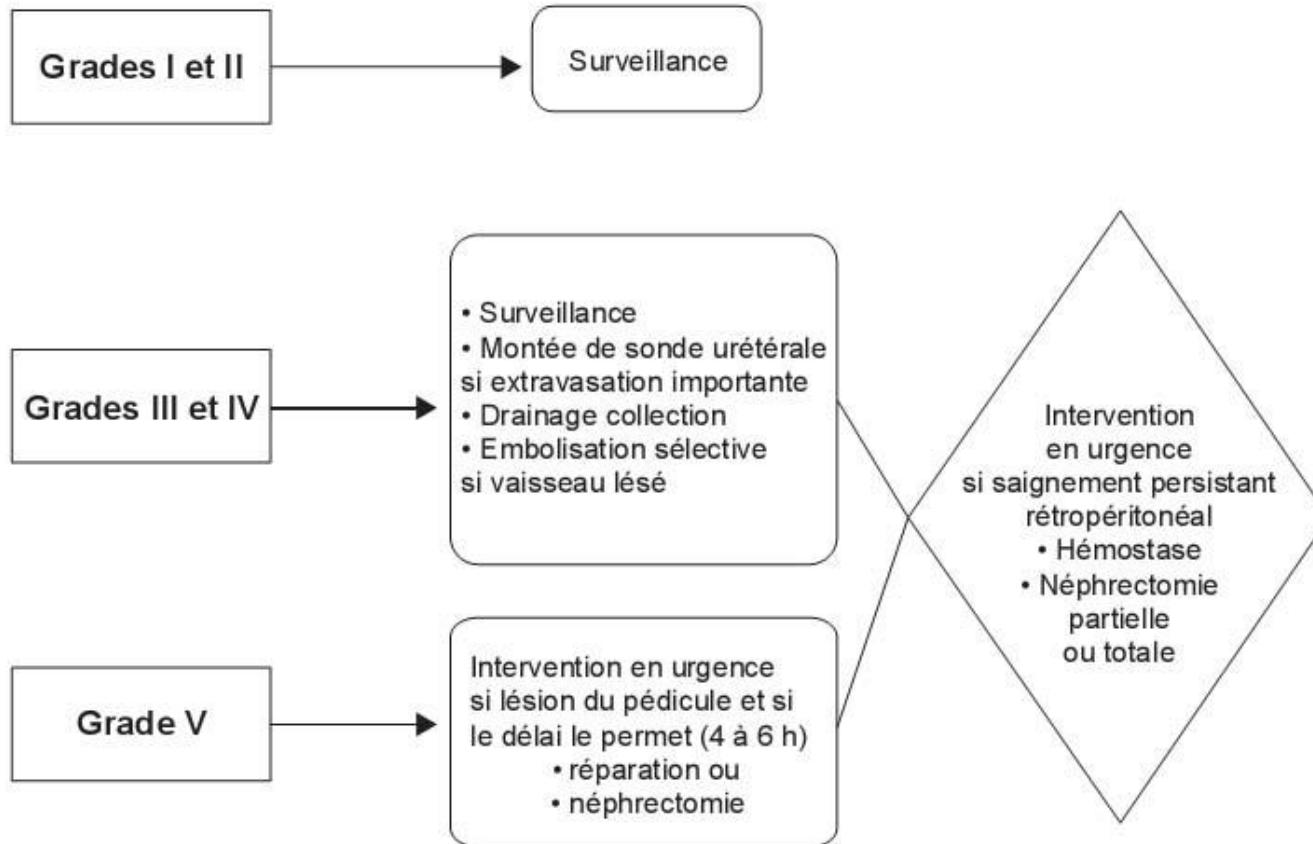 Grades I et II
Surveillance
Grades III et IV
• Surveillance
• Montée de sonde urétérale
si extravasation importante
• Drainage collection
• Embolisation sélective
si vaisseau lésé
Intervention
en urgence
si saignement persistant
rétropéritonéal
• Hémostase
• Néphrectomie
partielle
ou totale
Grade V
Intervention en urgence
si lésion du pédicule et si
le délai le permet (4 à 6 h)
• réparation ou
• néphrectomie